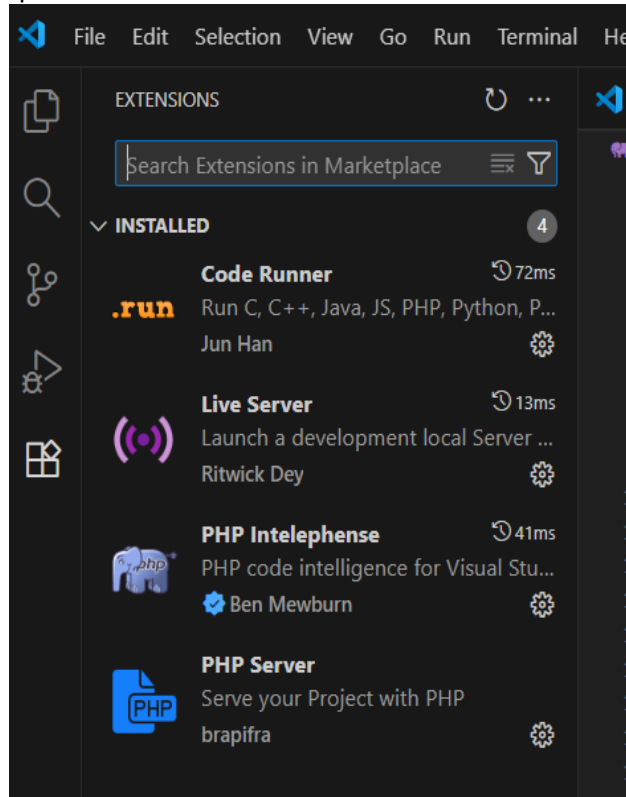 File Edit Selection View Go Run Terminal He
EXTENSIONS
Search Extensions in Marketplace
INSTALLED 4
Code Runner 72ms
.run Run C, C++, Java, JS, PHP, Python, P...
Jun Han
Live Server 13ms
Launch a development local Server ...
Ritwick Dey
PHP Intelephense 41ms
php PHP code intelligence for Visual Stu...
Ben Mewburn
PHP Server
PHP Serve your Project with PHP
brapifra